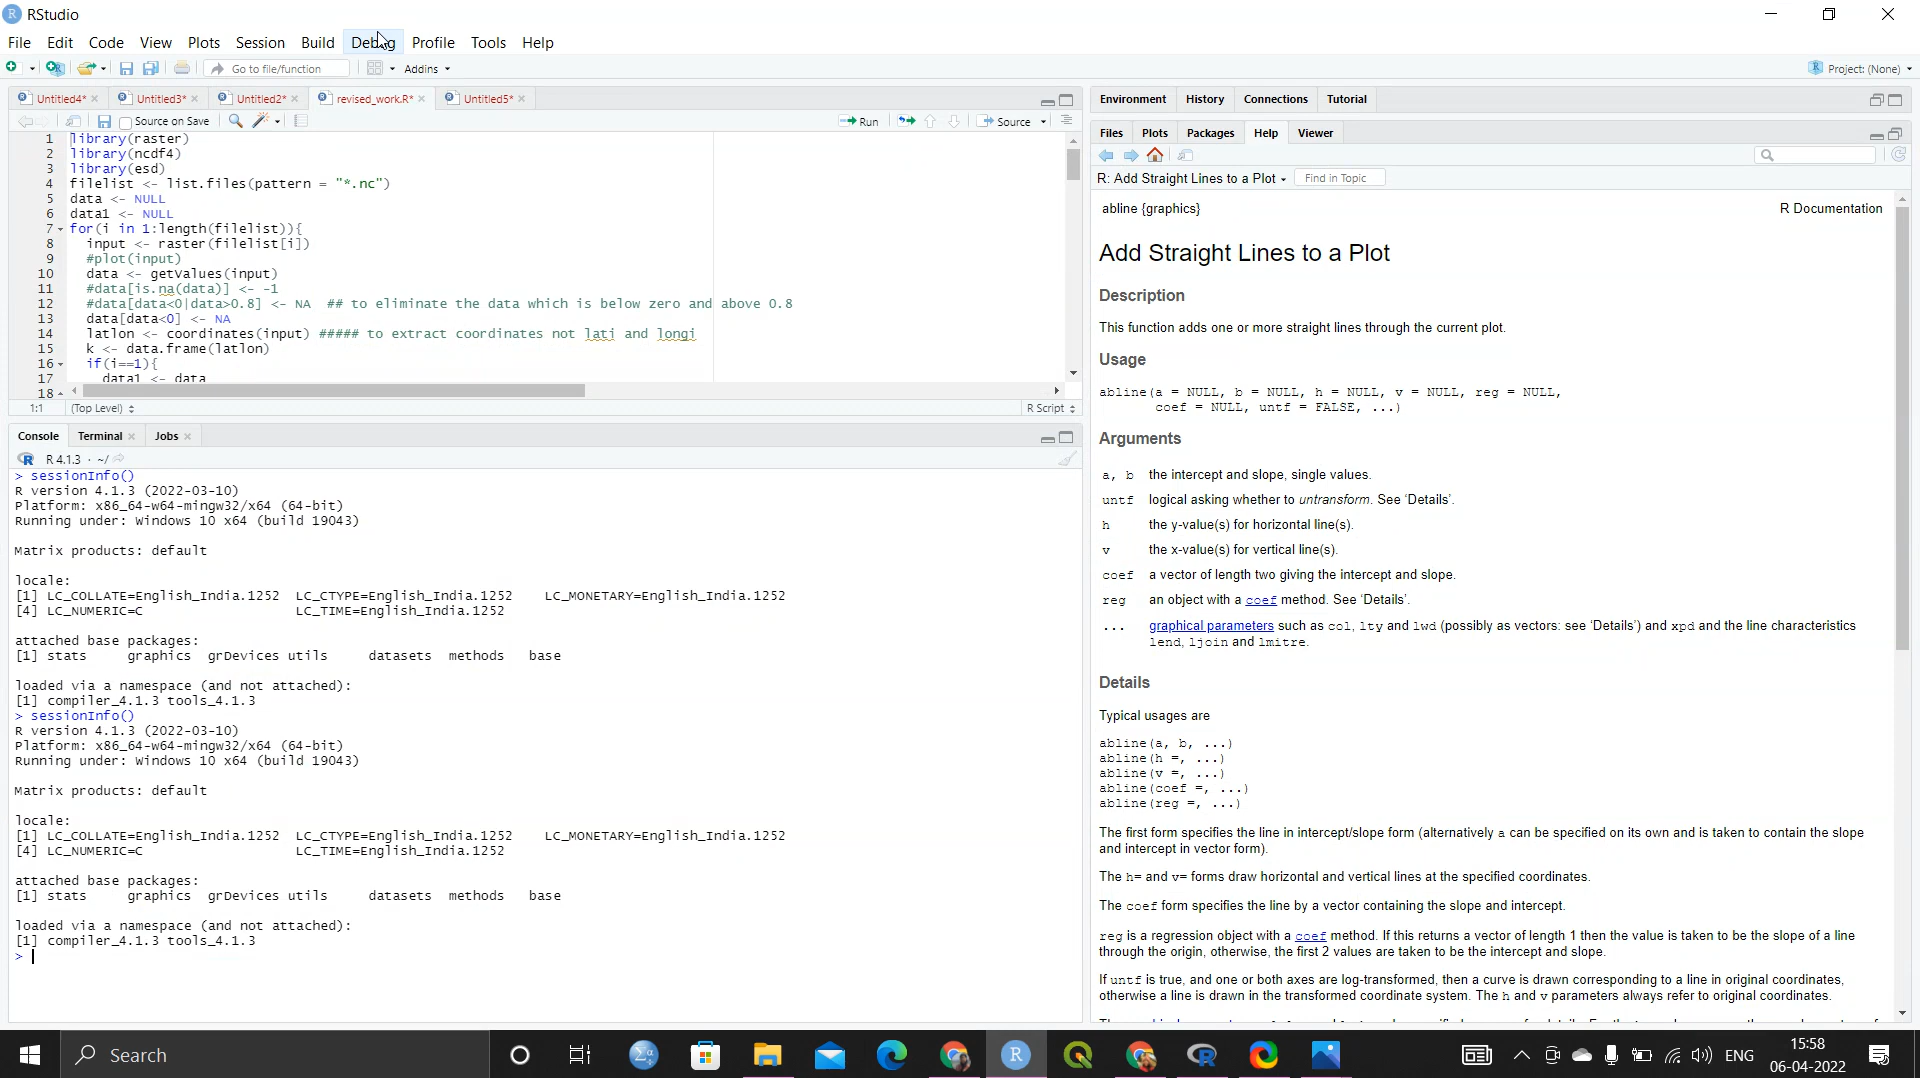 RStudio
File Edit Code View Plots Session Build Debug Profile Tools Help
Go to file/function Addins Project: (None)
Untitled4* Untitled3* Untitled2* revised_work.R* Untitled5*
Source on Save Run Source
1 library(raster)
2 library(ncdf4)
3 library(esd)
4 filelist <- list.files(pattern = "*.nc")
5 data <- NULL
6 data1 <- NULL
7 for(i in 1:length(filelist)){
8 input <- raster(filelist[i])
9 #plot(input)
10 data <- getValues(input)
11 #data[is.na(data)] <- -1
12 #data[data<0|data>0.8] <- NA ## to eliminate the data which is below zero and above 0.8
13 data[data<0] <- NA
14 latlon <- coordinates(input) ##### to extract coordinates not lati and longi
15 k <- data.frame(latlon)
16 if(i==1){
17 data1 <- data
18
1:1 (Top Level) R Script
Console Terminal Jobs
R 4.1.3 · ~/
> sessionInfo()
R version 4.1.3 (2022-03-10)
Platform: x86_64-w64-mingw32/x64 (64-bit)
Running under: Windows 10 x64 (build 19043)
Matrix products: default
locale:
[1] LC_COLLATE=English_India.1252 LC_CTYPE=English_India.1252 LC_MONETARY=English_India.1252
[4] LC_NUMERIC=C LC_TIME=English_India.1252
attached base packages:
[1] stats graphics grDevices utils datasets methods base
loaded via a namespace (and not attached):
[1] compiler_4.1.3 tools_4.1.3
> sessionInfo()
R version 4.1.3 (2022-03-10)
Platform: x86_64-w64-mingw32/x64 (64-bit)
Running under: Windows 10 x64 (build 19043)
Matrix products: default
locale:
[1] LC_COLLATE=English_India.1252 LC_CTYPE=English_India.1252 LC_MONETARY=English_India.1252
[4] LC_NUMERIC=C LC_TIME=English_India.1252
attached base packages:
[1] stats graphics grDevices utils datasets methods base
loaded via a namespace (and not attached):
[1] compiler_4.1.3 tools_4.1.3
>
Environment History Connections Tutorial
Files Plots Packages Help Viewer
R: Add Straight Lines to a Plot Find in Topic
abline {graphics} R Documentation
Add Straight Lines to a Plot
Description
This function adds one or more straight lines through the current plot.
Usage
abline(a = NULL, b = NULL, h = NULL, v = NULL, reg = NULL,
coef = NULL, untf = FALSE, ...)
Arguments
a, b the intercept and slope, single values.
untf logical asking whether to untransform. See 'Details'.
h the y-value(s) for horizontal line(s).
v the x-value(s) for vertical line(s).
coef a vector of length two giving the intercept and slope.
reg an object with a coef method. See 'Details'.
... graphical parameters such as col, lty and lwd (possibly as vectors: see 'Details') and xpd and the line characteristics
lend, ljoin and lmitre.
Details
Typical usages are
abline(a, b, ...)
abline(h =, ...)
abline(v =, ...)
abline(coef =, ...)
abline(reg =, ...)
The first form specifies the line in intercept/slope form (alternatively a can be specified on its own and is taken to contain the slope
and intercept in vector form).
The h= and v= forms draw horizontal and vertical lines at the specified coordinates.
The coef form specifies the line by a vector containing the slope and intercept.
reg is a regression object with a coef method. If this returns a vector of length 1 then the value is taken to be the slope of a line
through the origin, otherwise, the first 2 values are taken to be the intercept and slope.
If untf is true, and one or both axes are log-transformed, then a curve is drawn corresponding to a line in original coordinates,
otherwise a line is drawn in the transformed coordinate system. The h and v parameters always refer to original coordinates.
Search
ENG
15:58
06-04-2022